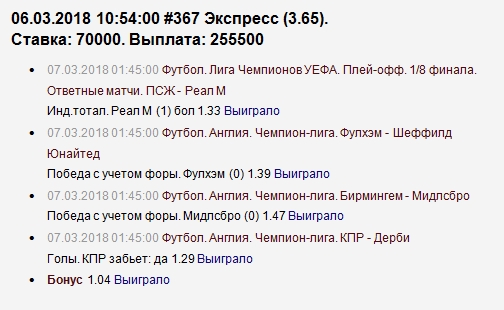 06.03.2018 10:54:00 #367 Экспресс (3.65).
Ставка: 70000. Выплата: 255500
07.03.2018 01:45:00 Футбол. Лига Чемпионов УЕФА. Плей-офф. 1/8 финала.
Ответные матчи. ПСЖ - Реал М
Инд.тотал. Реал М (1) бол 1.33 Выиграло
07.03.2018 01:45:00 Футбол. Англия. Чемпион-лига. Фулхэм - Шеффилд
Юнайтед
Победа с учетом форы. Фулхэм (0) 1.39 Выиграло
07.03.2018 01:45:00 Футбол. Англия. Чемпион-лига. Бирмингем - Мидлсбро
Победа с учетом форы. Мидлсбро (0) 1.47 Выиграло
07.03.2018 01:45:00 Футбол. Англия. Чемпион-лига. КПР - Дерби
Голы. КПР забьет: да 1.29 Выиграло
Бонус 1.04 Выиграло